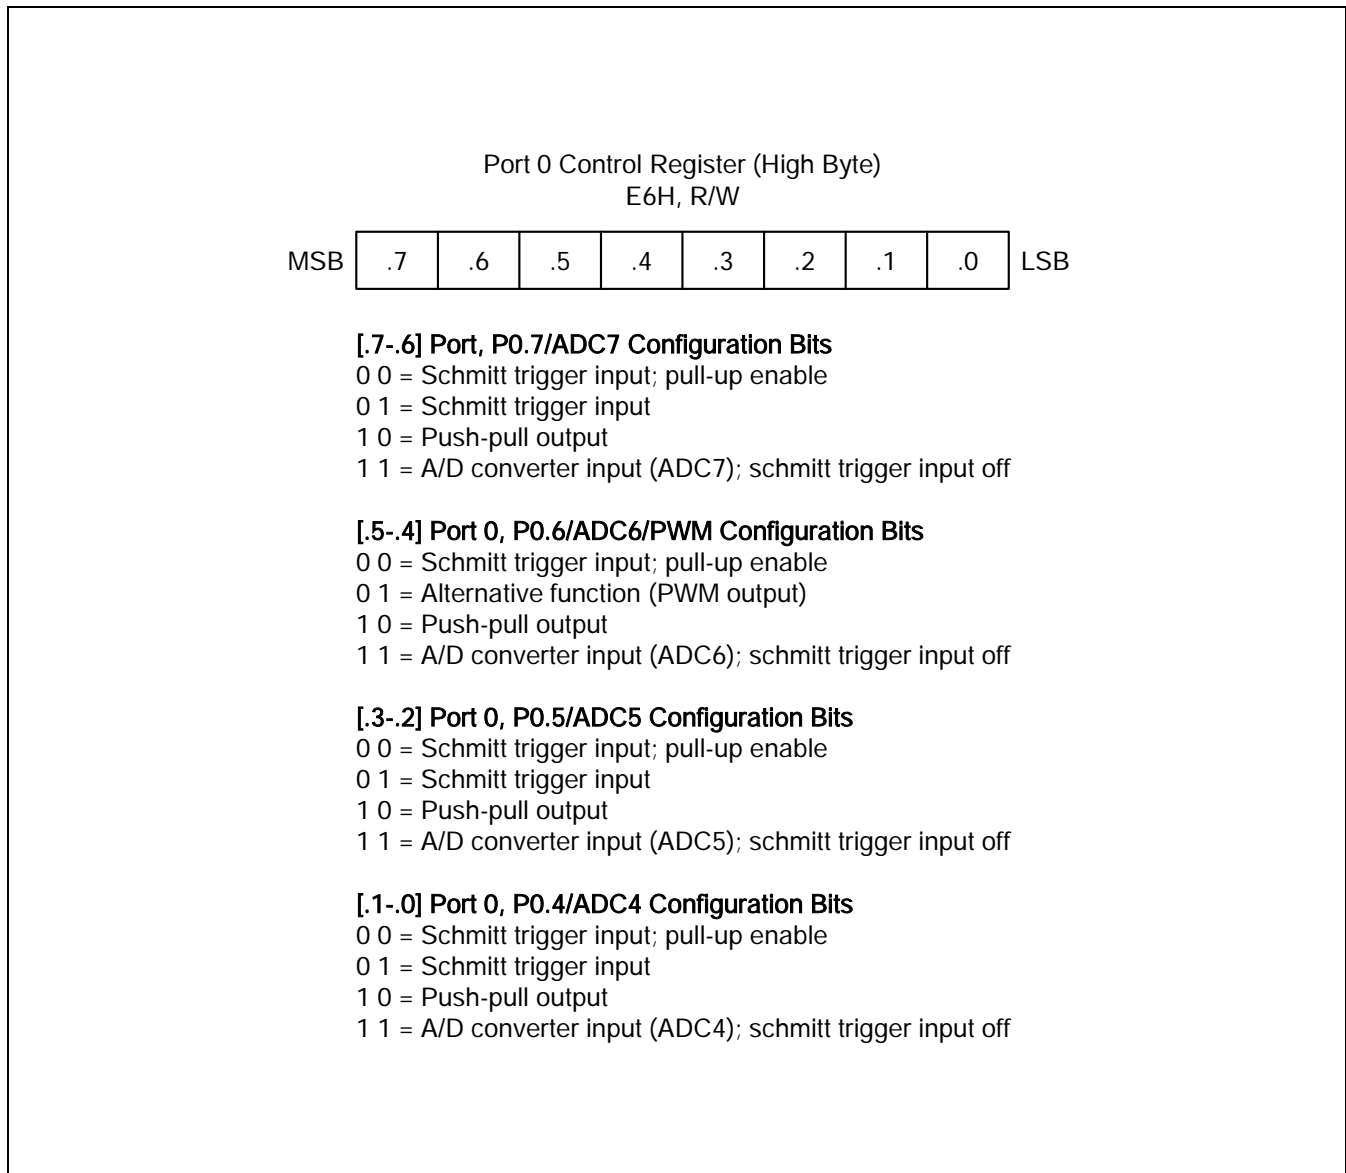 Port 0 Control Register (High Byte)
E6H, R/W
MSB .7 .6 .5 .4 .3 .2 .1 .0 LSB
[.7-.6] Port, P0.7/ADC7 Configuration Bits
0 0 = Schmitt trigger input; pull-up enable
0 1 = Schmitt trigger input
1 0 = Push-pull output
1 1 = A/D converter input (ADC7); schmitt trigger input off
[.5-.4] Port 0, P0.6/ADC6/PWM Configuration Bits
0 0 = Schmitt trigger input; pull-up enable
0 1 = Alternative function (PWM output)
1 0 = Push-pull output
1 1 = A/D converter input (ADC6); schmitt trigger input off
[.3-.2] Port 0, P0.5/ADC5 Configuration Bits
0 0 = Schmitt trigger input; pull-up enable
0 1 = Schmitt trigger input
1 0 = Push-pull output
1 1 = A/D converter input (ADC5); schmitt trigger input off
[.1-.0] Port 0, P0.4/ADC4 Configuration Bits
0 0 = Schmitt trigger input; pull-up enable
0 1 = Schmitt trigger input
1 0 = Push-pull output
1 1 = A/D converter input (ADC4); schmitt trigger input off